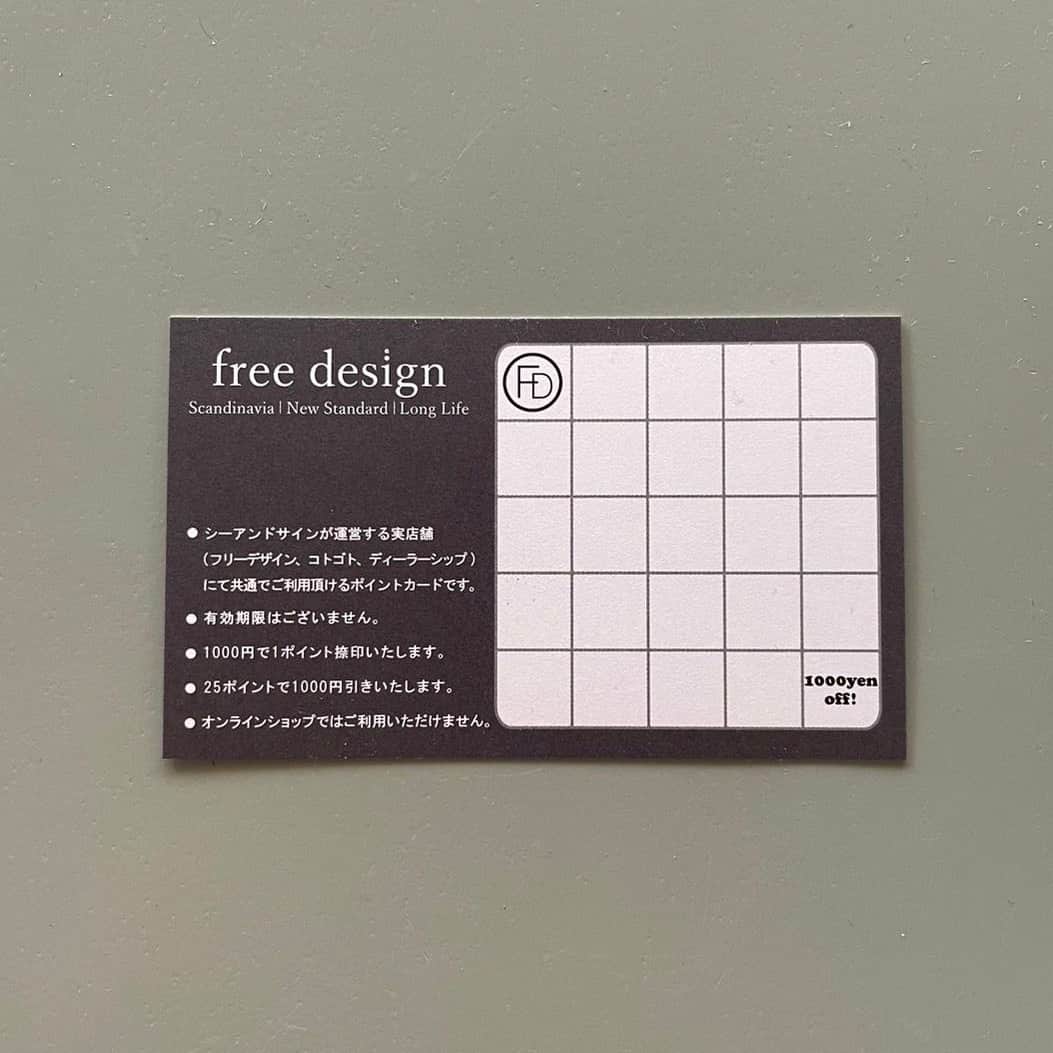 free design
Scandinavia | New Standard | Long Life
● シーアンドサインが運営する実店舗
（フリーデザイン、コトゴト、ディーラーシップ）
にて共通でご利用頂けるポイントカードです。
● 有効期限はございません。
● 1000円で1ポイント捺印いたします。
● 25ポイントで1000円引きいたします。
● オンラインショップではご利用いただけません。
FD
1000yen
off!